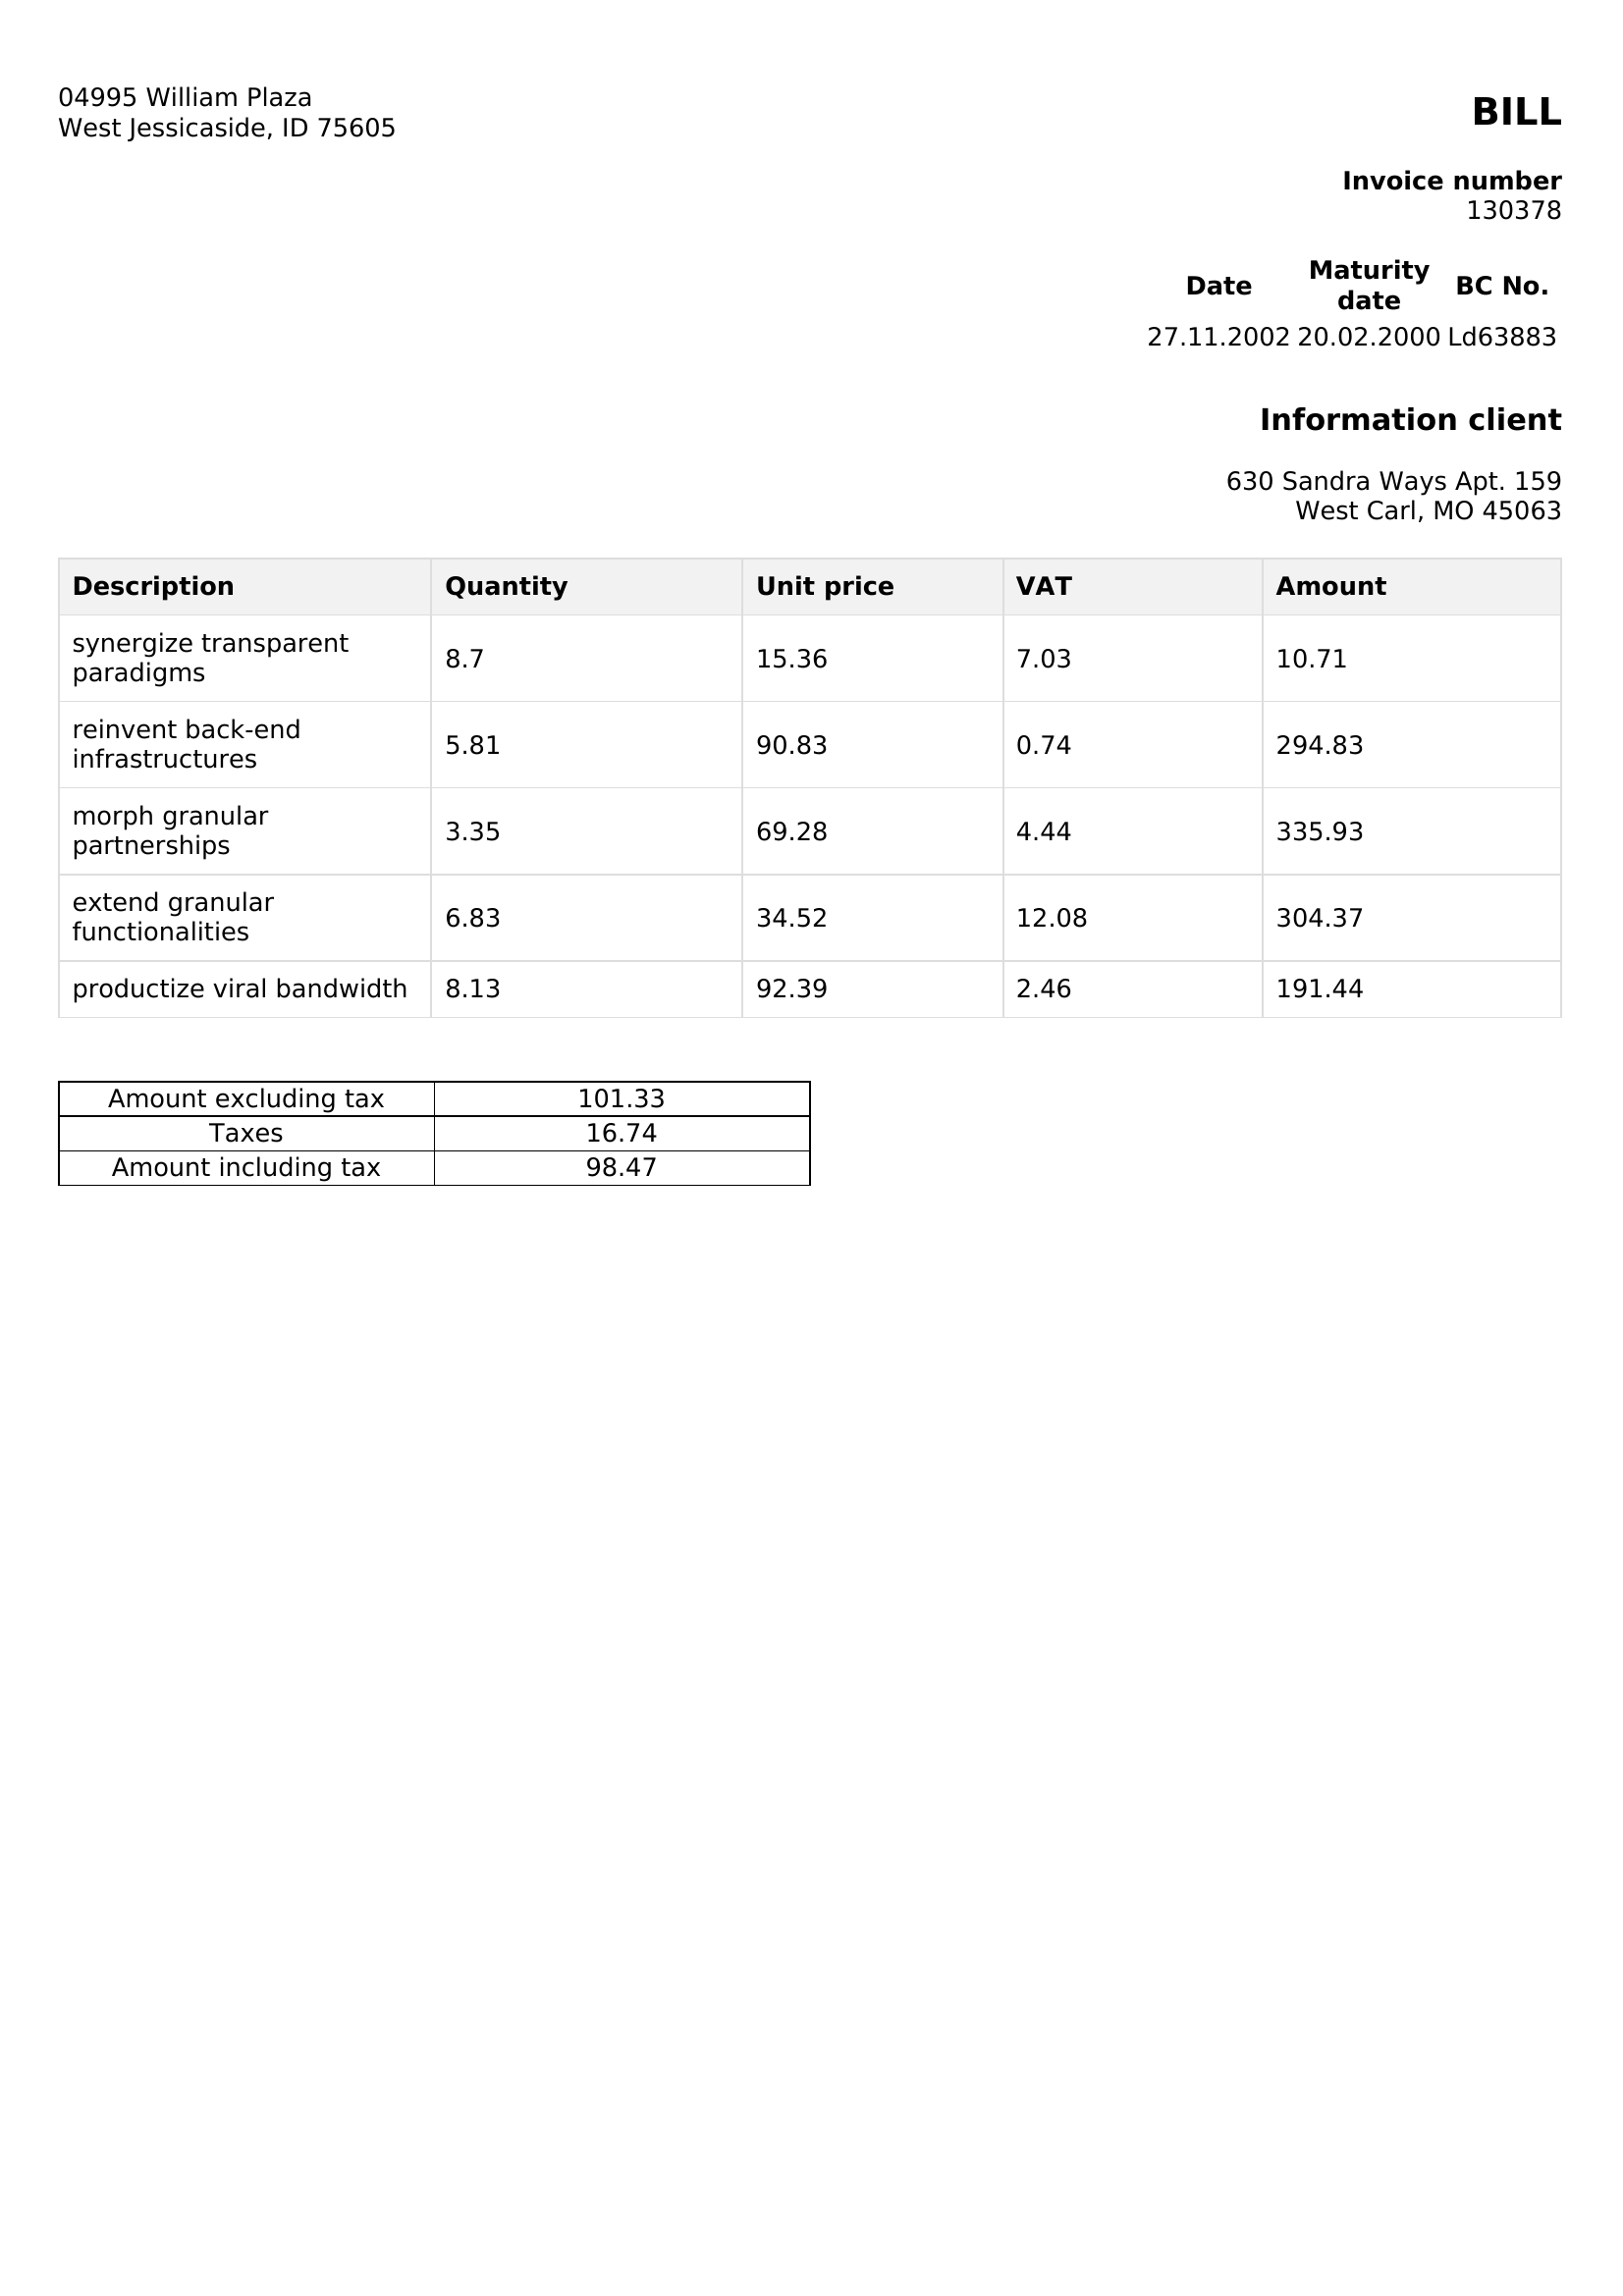 04995 William Plaza
West Jessicaside, ID 75605
BILL
Invoice number
130378
Date Maturity date BC No.
27.11.2002 20.02.2000 Ld63883
Information client
630 Sandra Ways Apt. 159
West Carl, MO 45063
Description Quantity Unit price VAT Amount
synergize transparent
paradigms 8.7 15.36 7.03 10.71
reinvent back-end
infrastructures 5.81 90.83 0.74 294.83
morph granular
partnerships 3.35 69.28 4.44 335.93
extend granular
functionalities 6.83 34.52 12.08 304.37
productize viral bandwidth 8.13 92.39 2.46 191.44
Amount excluding tax 101.33
Taxes 16.74
Amount including tax 98.47